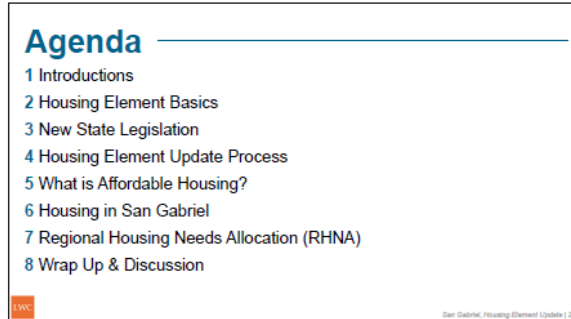 Agenda
1 Introductions
2 Housing Element Basics
3 New State Legislation
4 Housing Element Update Process
5 What is Affordable Housing?
6 Housing in San Gabriel
7 Regional Housing Needs Allocation (RHNA)
8 Wrap Up & Discussion
LWC
San Gabriel, Housing Element Update | 2